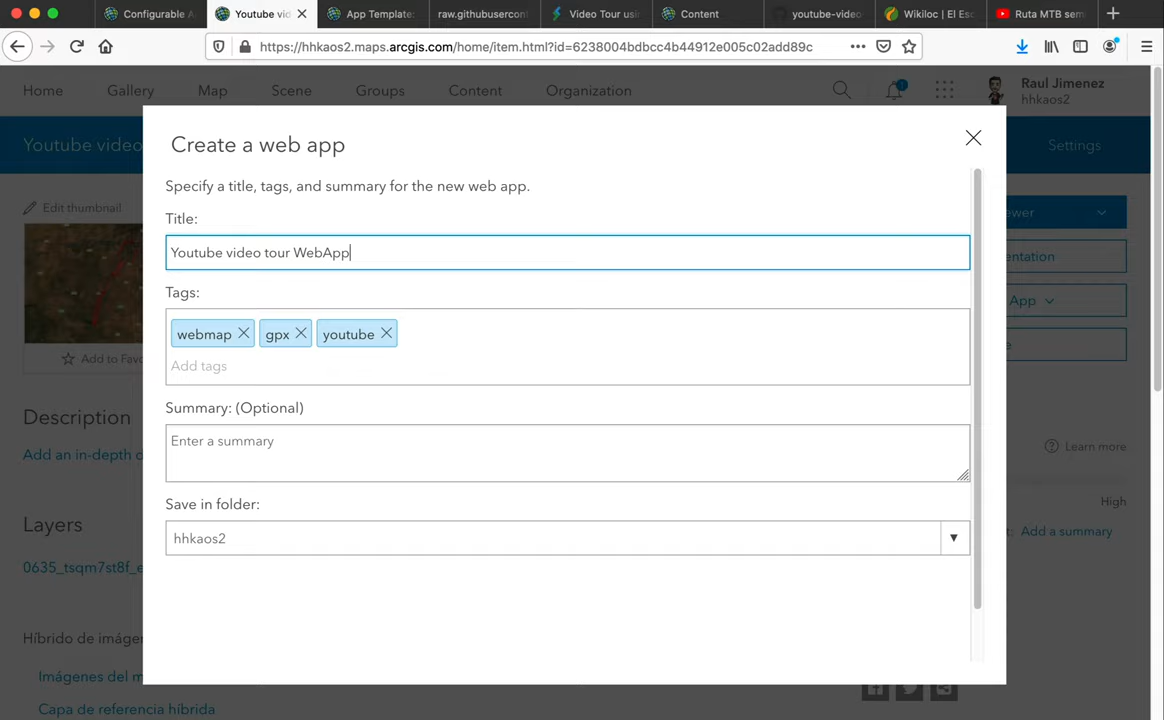 Configurable A
Youtube vid
App Template:
raw.githubusercont
Video Tour usin
Content
youtube-video
Wikiloc | El Esc
Ruta MTB sem
https://hhkaos2.maps.arcgis.com/home/item.html?id=6238004bdbcc4b44912e005c02add89c
Home Gallery Map Scene Groups Content Organization
Raul Jimenez
hhkaos2
Youtube video
Settings
Create a web app
Specify a title, tags, and summary for the new web app.
Edit thumbnail
Title:
ewer
Youtube video tour WebApp
entation
Tags:
App
webmap gpx youtube
Add to Favo
e
Add tags
Summary: (Optional)
Description
Enter a summary
Add an in-depth d
Learn more
Save in folder:
High
Layers
hhkaos2
t: Add a summary
0635_tsqm7st8f_e
Híbrido de imáge
Imágenes del m
Capa de referencia híbrida